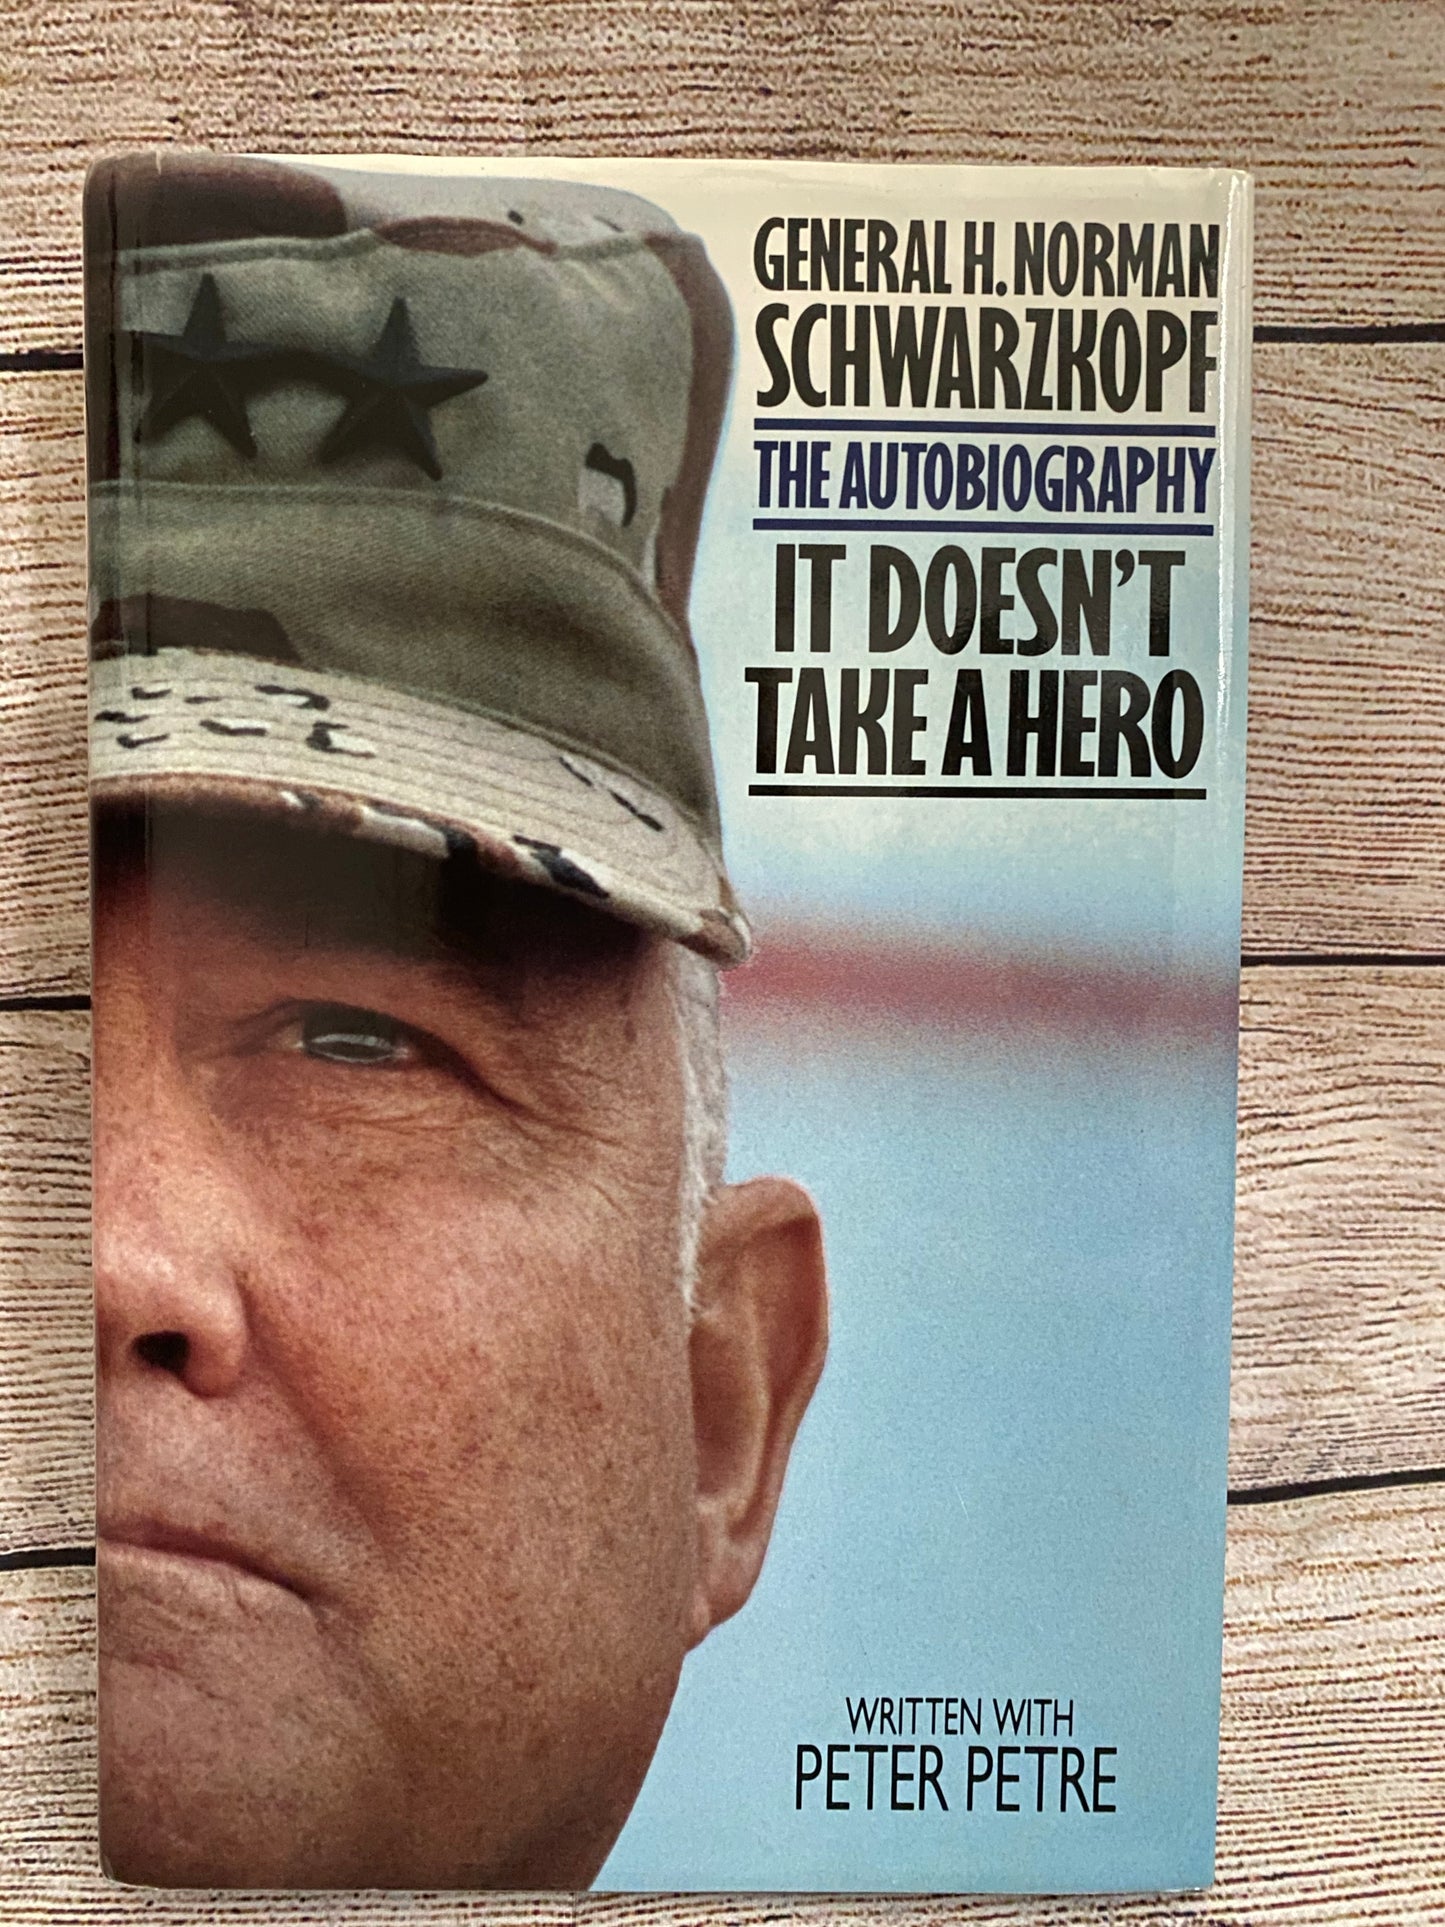 GENERAL H. NORMAN
SCHWARZKOPF
THE AUTOBIOGRAPHY
IT DOESN'T
TAKE A HERO
WRITTEN WITH
PETER PETRE